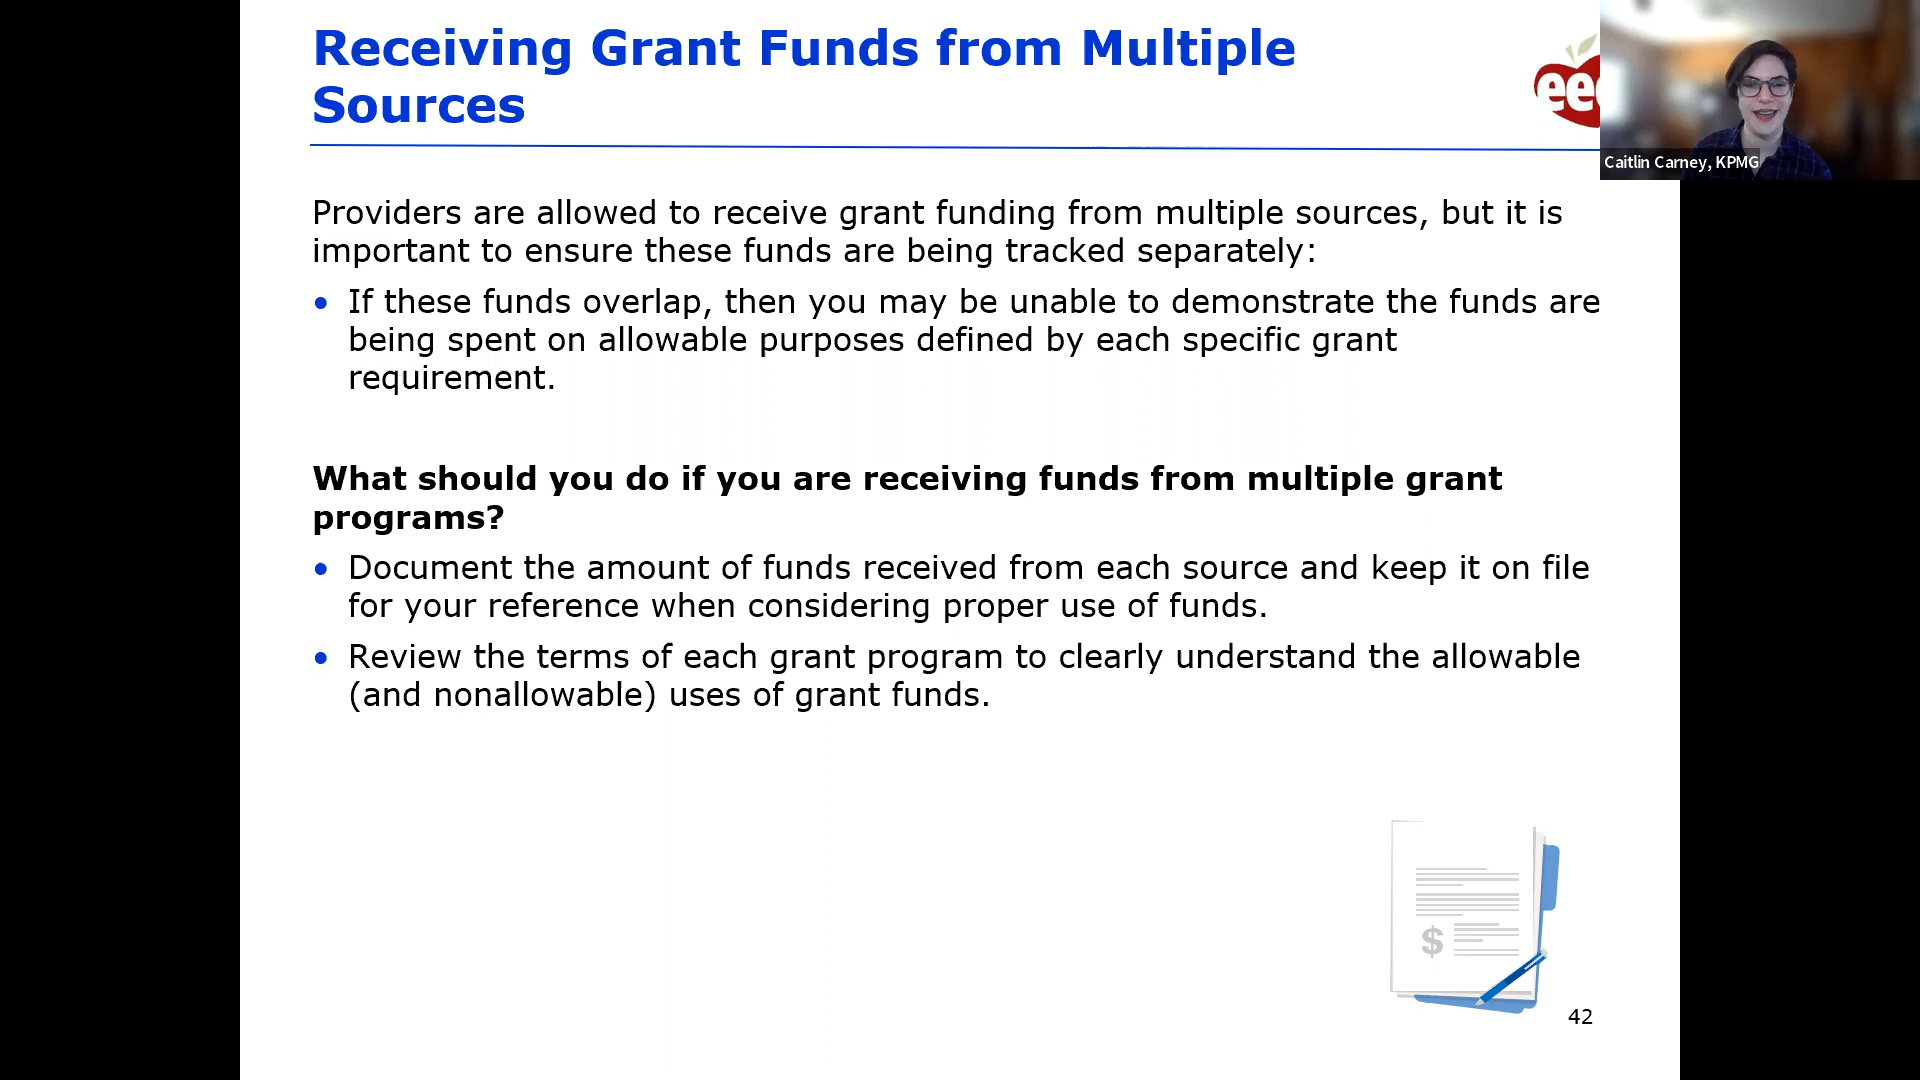 Receiving Grant Funds from Multiple
Sources
ee
Caitlin Carney, KPMG
Providers are allowed to receive grant funding from multiple sources, but it is
important to ensure these funds are being tracked separately:
• If these funds overlap, then you may be unable to demonstrate the funds are
being spent on allowable purposes defined by each specific grant
requirement.
What should you do if you are receiving funds from multiple grant
programs?
• Document the amount of funds received from each source and keep it on file
for your reference when considering proper use of funds.
• Review the terms of each grant program to clearly understand the allowable
(and nonallowable) uses of grant funds.
$
42